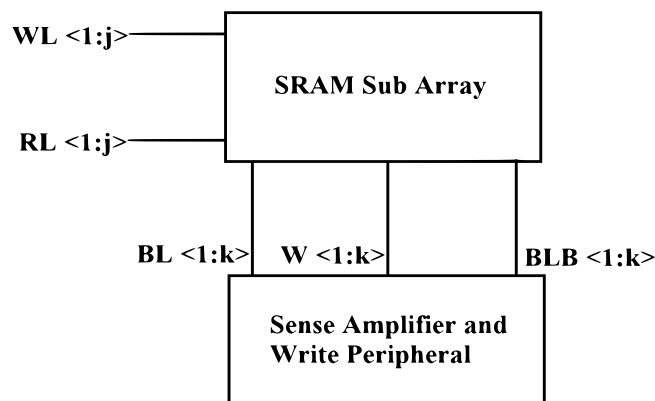 WL <1:j>
SRAM Sub Array
RL <1:j>
BL <1:k>
W <1:k>
BLB <1:k>
Sense Amplifier and
Write Peripheral